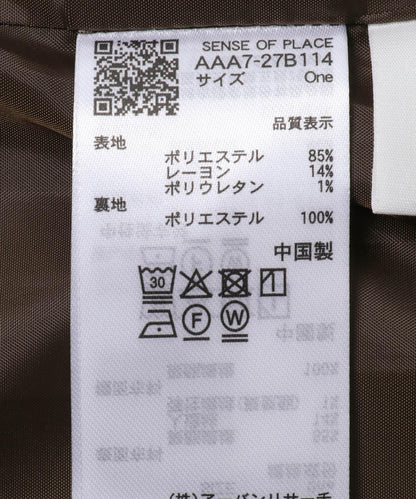 SENSE OF PLACE
AAA7-27B114
サイズ One
品質表示
表地
ポリエステル 85%
レーヨン 14%
ポリウレタン 1%
裏地
ポリエステル 100%
中国製
30
F W
(株)アーバンリサーチ